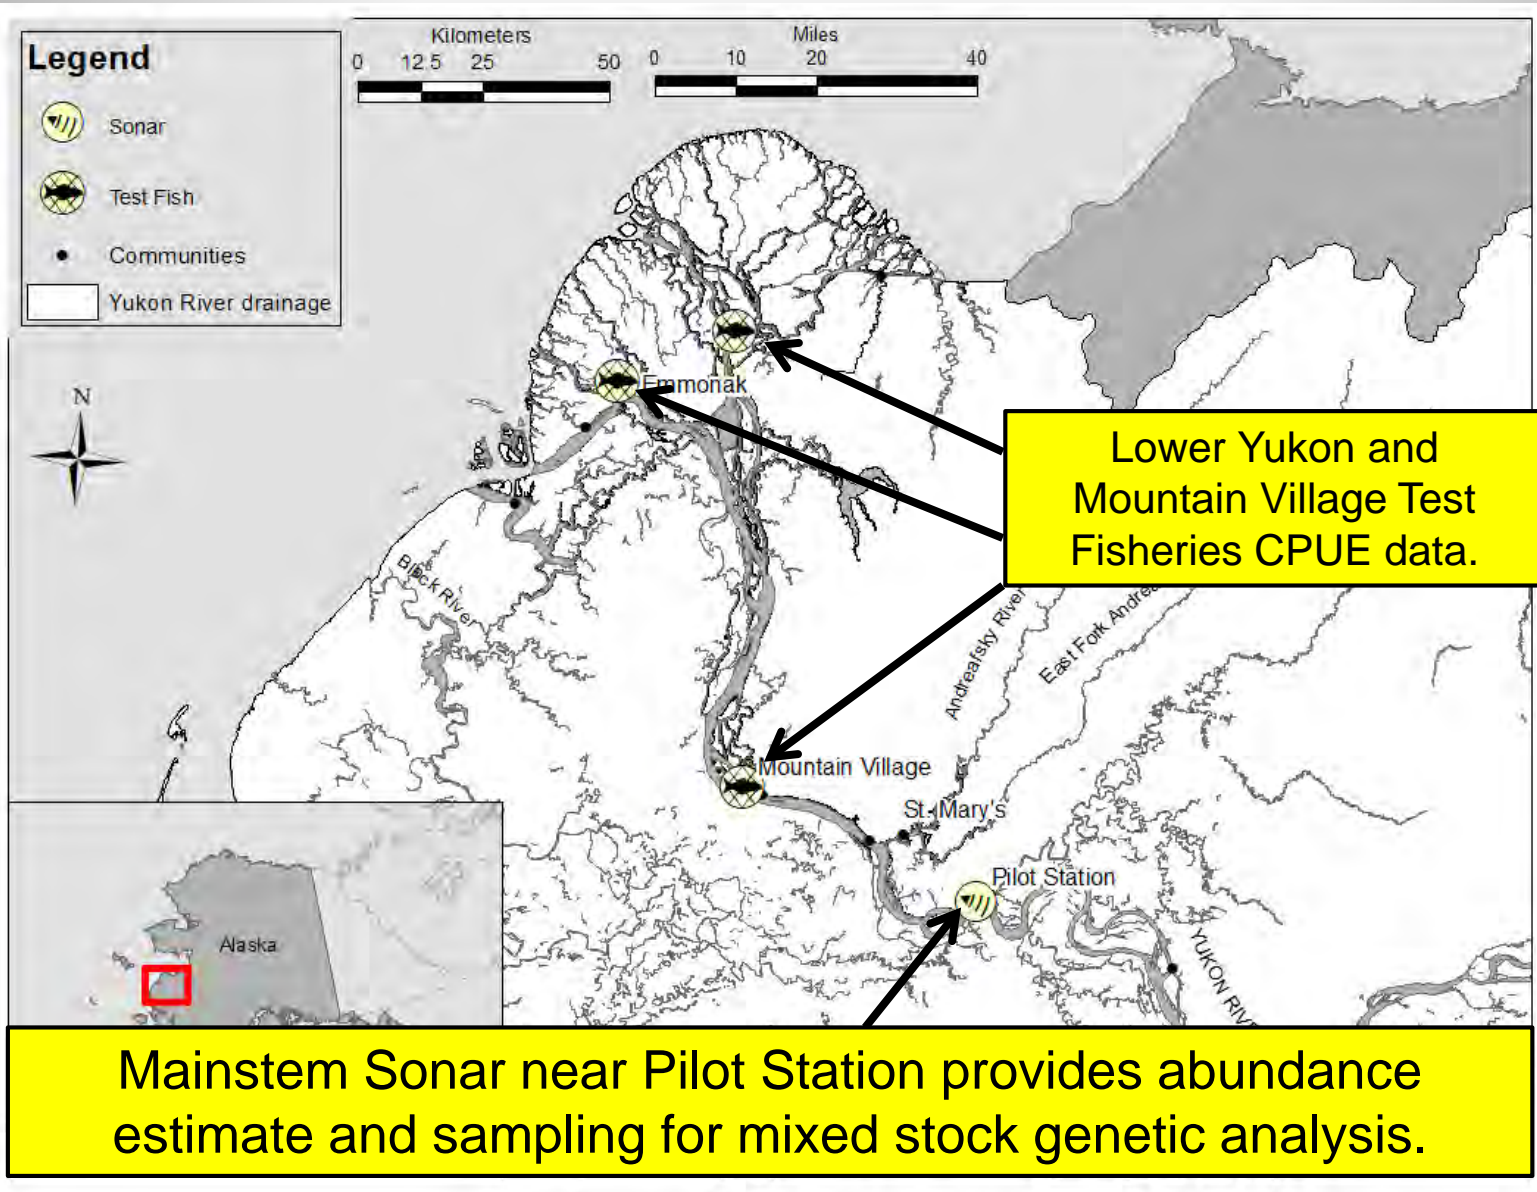 Legend
Sonar
Test Fish
Communities
Yukon River drainage
Kilometers
0 12.5 25 50
Miles
0 10 20 40
N
Emmonak
Lower Yukon and
Mountain Village Test
Fisheries CPUE data.
Black River
Andreafsky River
East Fork
Mountain Village
St. Mary's
Pilot Station
YUKON
Alaska
Mainstem Sonar near Pilot Station provides abundance
estimate and sampling for mixed stock genetic analysis.